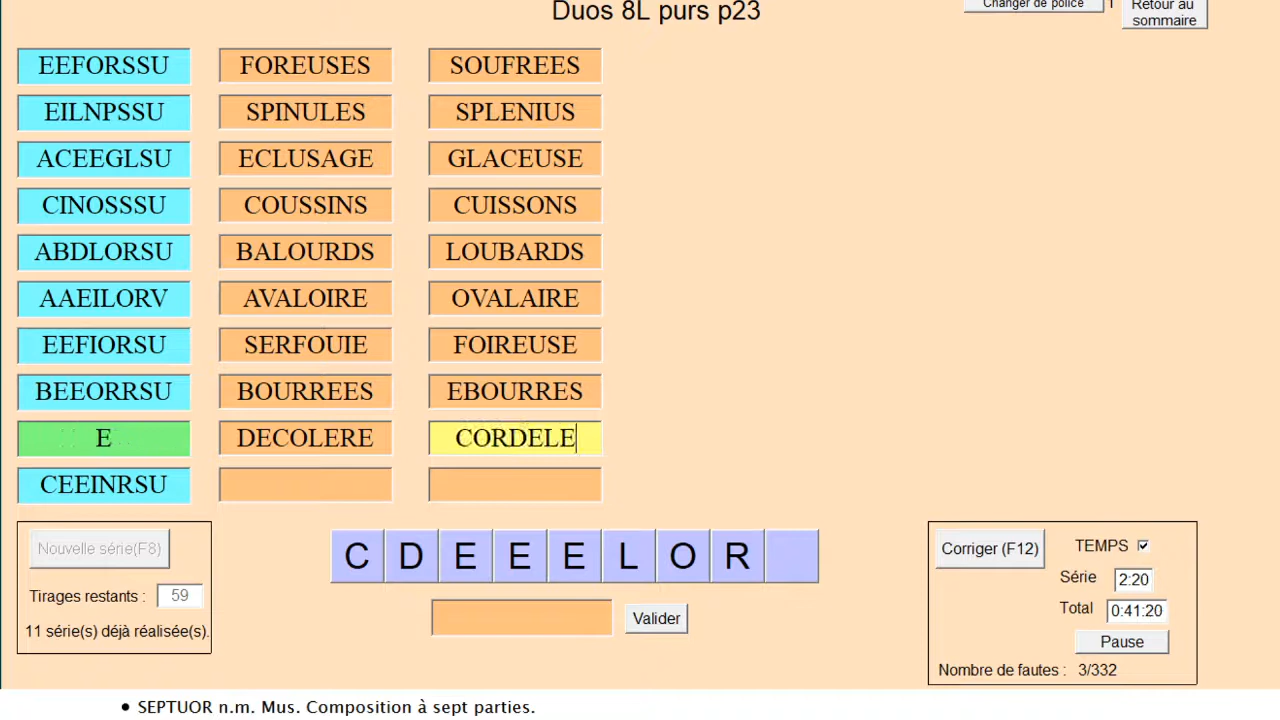 Duos 8L purs p23
Changer de police
1
Retour au
sommaire
EEFORSSU FOREUSES SOUFREES
EILNPSSU SPINULES SPLENIUS
ACEEGLSU ECLUSAGE GLACEUSE
CINOSSSU COUSSINS CUISSONS
ABDLORSU BALOURDS LOUBARDS
AAEILORV AVALOIRE OVALAIRE
EEFIORSU SERFOUIE FOIREUSE
BEEORRSU BOURREES EBOURRES
E DECOLERE CORDELE
CEEINRSU
C D E E E L O R
Valider
Nouvelle série(F8)
Tirages restants : 59
11 série(s) déjà réalisée(s).
Corriger (F12)
TEMPS
Série 2:20
Total 0:41:20
Pause
Nombre de fautes : 3/332
• SEPTUOR n.m. Mus. Composition à sept parties.